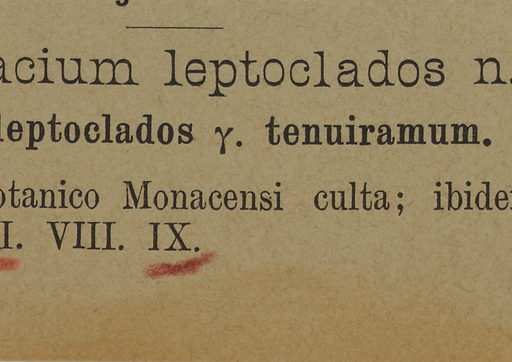 acium leptoclados n.
leptoclados γ. tenuiramum.
otanico Monacensi culta; ibide
I. VIII. IX.